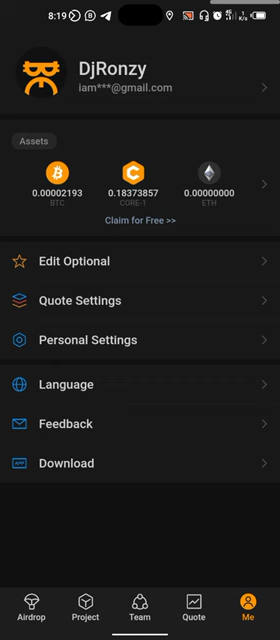 8:19
DjRonzy
iam***@gmail.com
Assets
0.00002193 0.18373857 0.00000000
BTC CORE-1 ETH
Claim for Free >>
Edit Optional
Quote Settings
Personal Settings
Language
Feedback
Download
Airdrop Project Team Quote Me